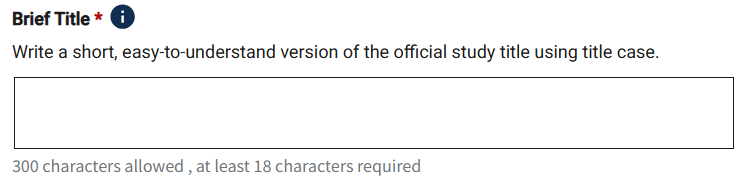 Brief Title * i
Write a short, easy-to-understand version of the official study title using title case.
300 characters allowed , at least 18 characters required